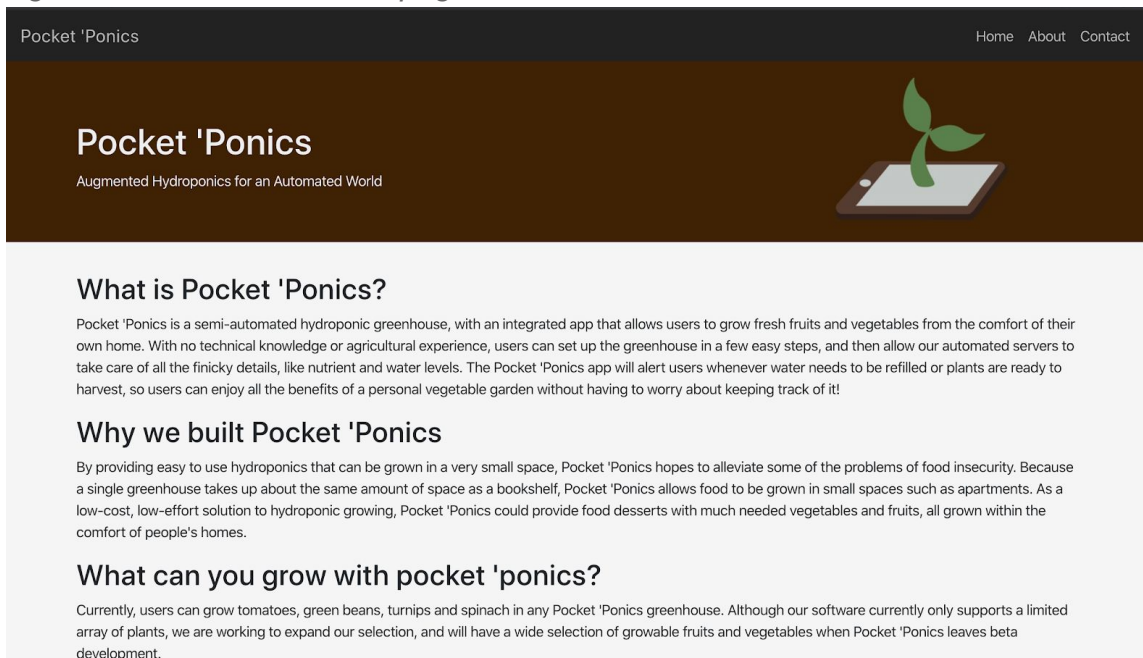 Pocket 'Ponics
Home About Contact
Pocket 'Ponics
Augmented Hydroponics for an Automated World
What is Pocket 'Ponics?
Pocket 'Ponics is a semi-automated hydroponic greenhouse, with an integrated app that allows users to grow fresh fruits and vegetables from the comfort of their
own home. With no technical knowledge or agricultural experience, users can set up the greenhouse in a few easy steps, and then allow our automated servers to
take care of all the finicky details, like nutrient and water levels. The Pocket 'Ponics app will alert users whenever water needs to be refilled or plants are ready to
harvest, so users can enjoy all the benefits of a personal vegetable garden without having to worry about keeping track of it!
Why we built Pocket 'Ponics
By providing easy to use hydroponics that can be grown in a very small space, Pocket 'Ponics hopes to alleviate some of the problems of food insecurity. Because
a single greenhouse takes up about the same amount of space as a bookshelf, Pocket 'Ponics allows food to be grown in small spaces such as apartments. As a
low-cost, low-effort solution to hydroponic growing, Pocket 'Ponics could provide food desserts with much needed vegetables and fruits, all grown within the
comfort of people's homes.
What can you grow with pocket 'ponics?
Currently, users can grow tomatoes, green beans, turnips and spinach in any Pocket 'Ponics greenhouse. Although our software currently only supports a limited
array of plants, we are working to expand our selection, and will have a wide selection of growable fruits and vegetables when Pocket 'Ponics leaves beta
development.